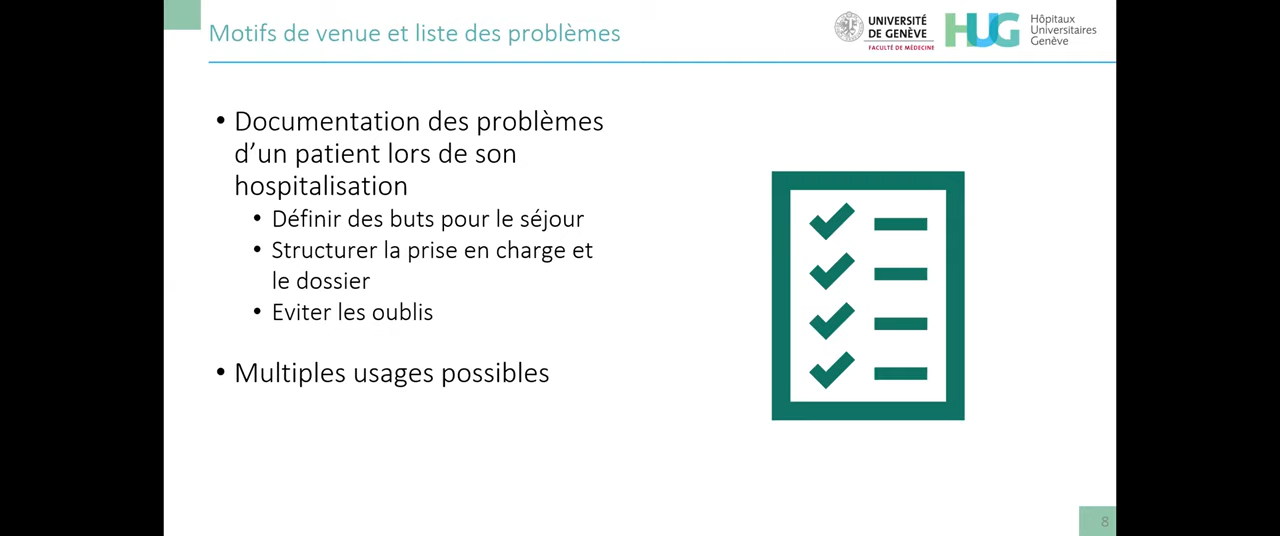 Motifs de venue et liste des problèmes
UNIVERSITÉ
DE GENÈVE
FACULTÉ DE MÉDECINE
HUG
Hôpitaux
Universitaires
Genève
• Documentation des problèmes
d’un patient lors de son
hospitalisation
• Définir des buts pour le séjour
• Structurer la prise en charge et
le dossier
• Eviter les oublis
• Multiples usages possibles
8